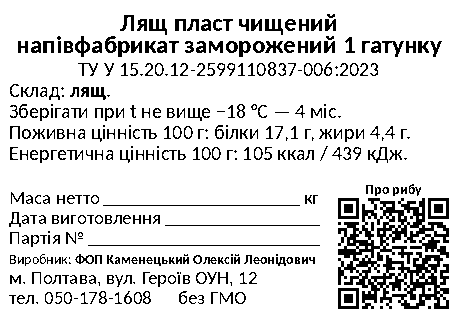 Лящ пласт чищений
напівфабрикат заморожений 1 гатунку
ТУ У 15.20.12-2599110837-006:2023
Склад: лящ.
Зберігати при t не вище −18 °C — 4 міс.
Поживна цінність 100 г: білки 17,1 г, жири 4,4 г.
Енергетична цінність 100 г: 105 ккал / 439 кДж.
Маса нетто ______________________ кг
Про рибу
Дата виготовлення ________________
Партія № ________________________
Виробник: ФОП Каменецький Олексій Леонідович
м. Полтава, вул. Героїв ОУН, 12
тел. 050-178-1608 без ГМО